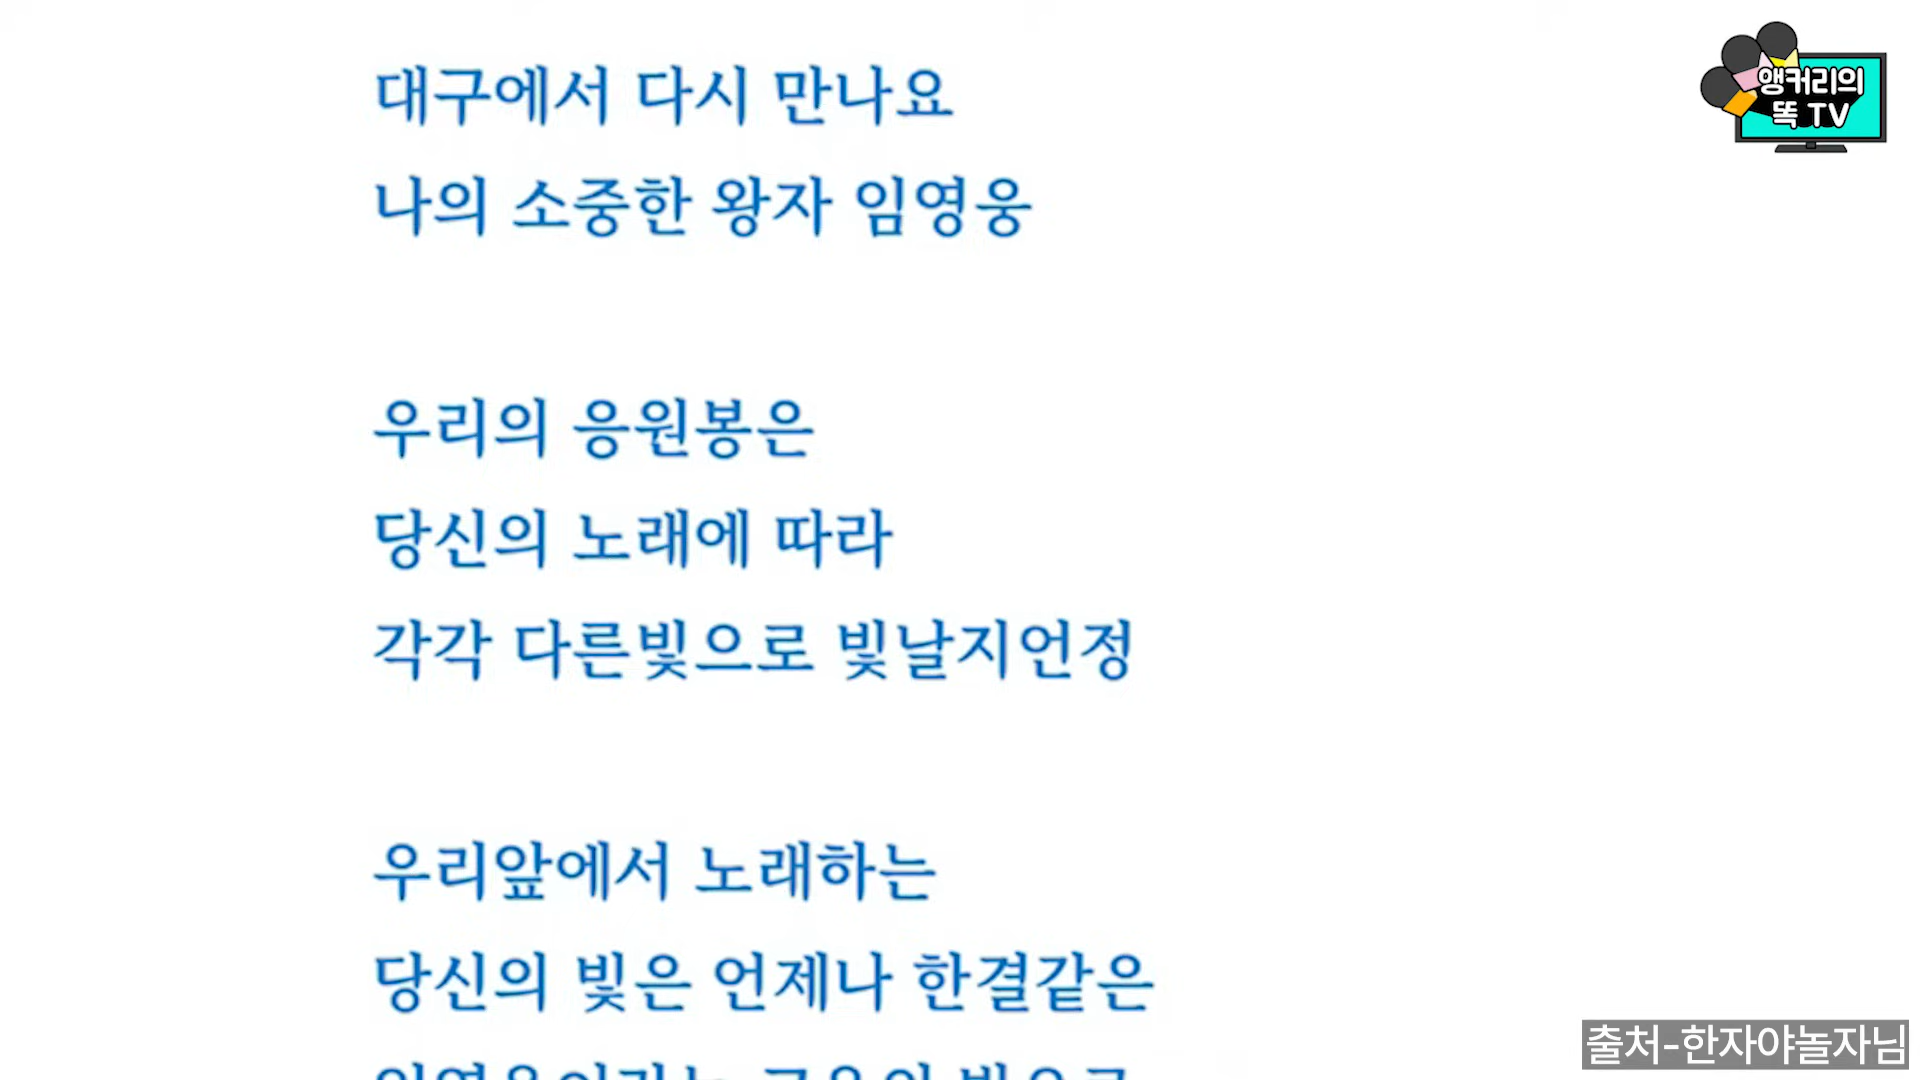 대구에서 다시 만나요
나의 소중한 왕자 임영웅
우리의 응원봉은
당신의 노래에 따라
각각 다른빛으로 빛날지언정
우리앞에서 노래하는
당신의 빛은 언제나 한결같은
앵커리의
똑 TV
출처-한자야놀자님